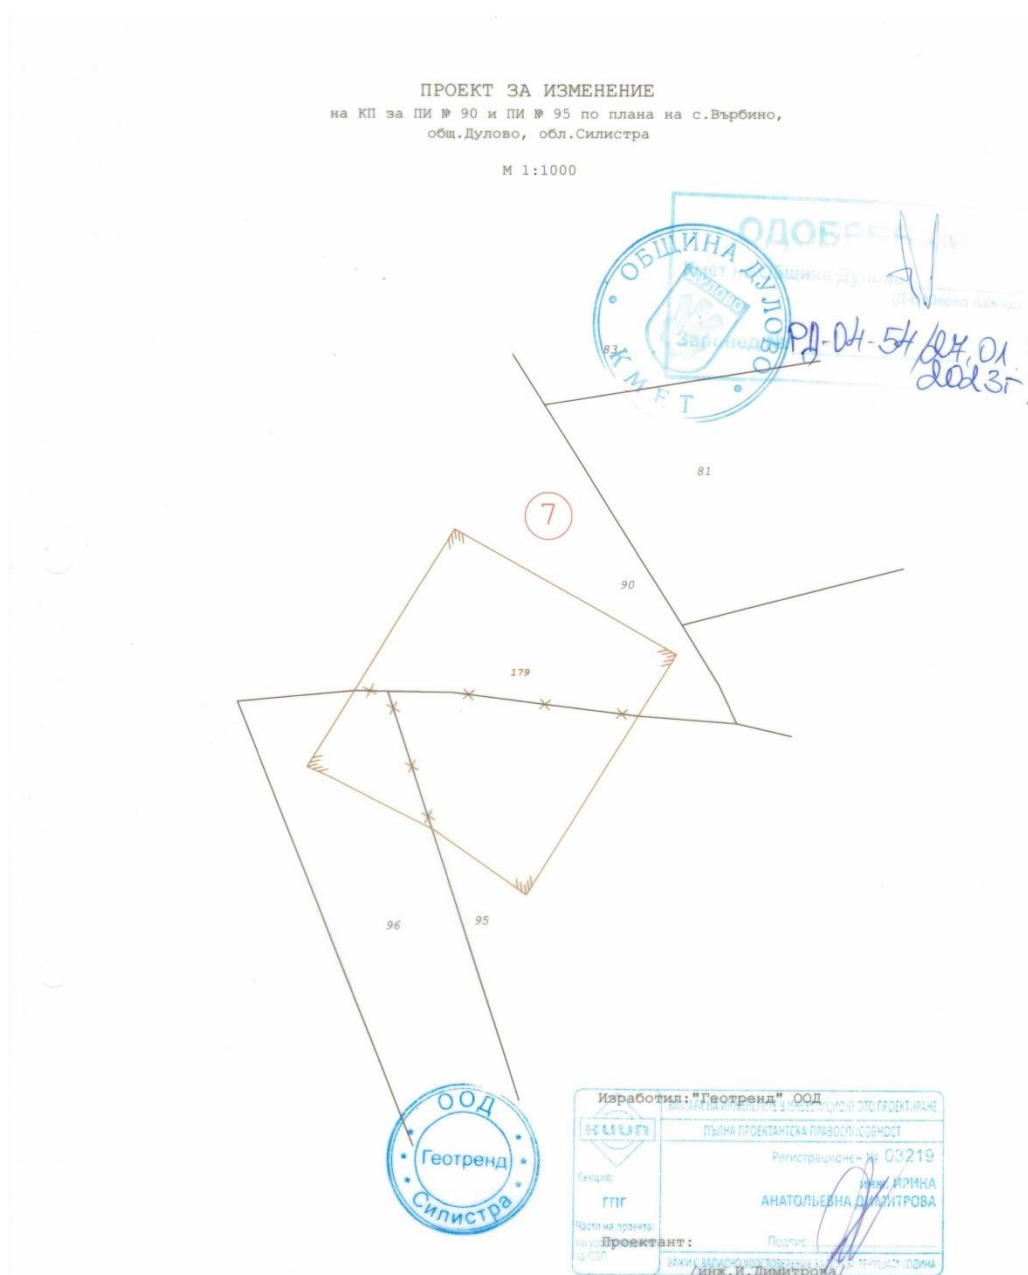 ПРОЕКТ ЗА ИЗМЕНЕНИЕ
на КП за ПИ № 90 и ПИ № 95 по плана на с.Върбино,
общ.Дулово, обл.Силистра
М 1:1000
ОБЩИНА ДУЛОВО
КМЕТ
ДУЛОВО
Кмет на Община Дулово
РД-04-54/27.01.
2023г.
83
81
7
90
179
96
95
ООД
Геотренд
Силистра
Изработил:"Геотренд" ООД
ПЪЛНА ПРОЕКТАНТСКА ПРАВОСПОСОБНОСТ
Регистрационен № 03219
Секция:
инж. ИРИНА
ГПГ
АНАТОЛЬЕВНА ДИМИТРОВА
Части на проекта:
Проектант:
Подпис:
/инж.И.Димитрова/